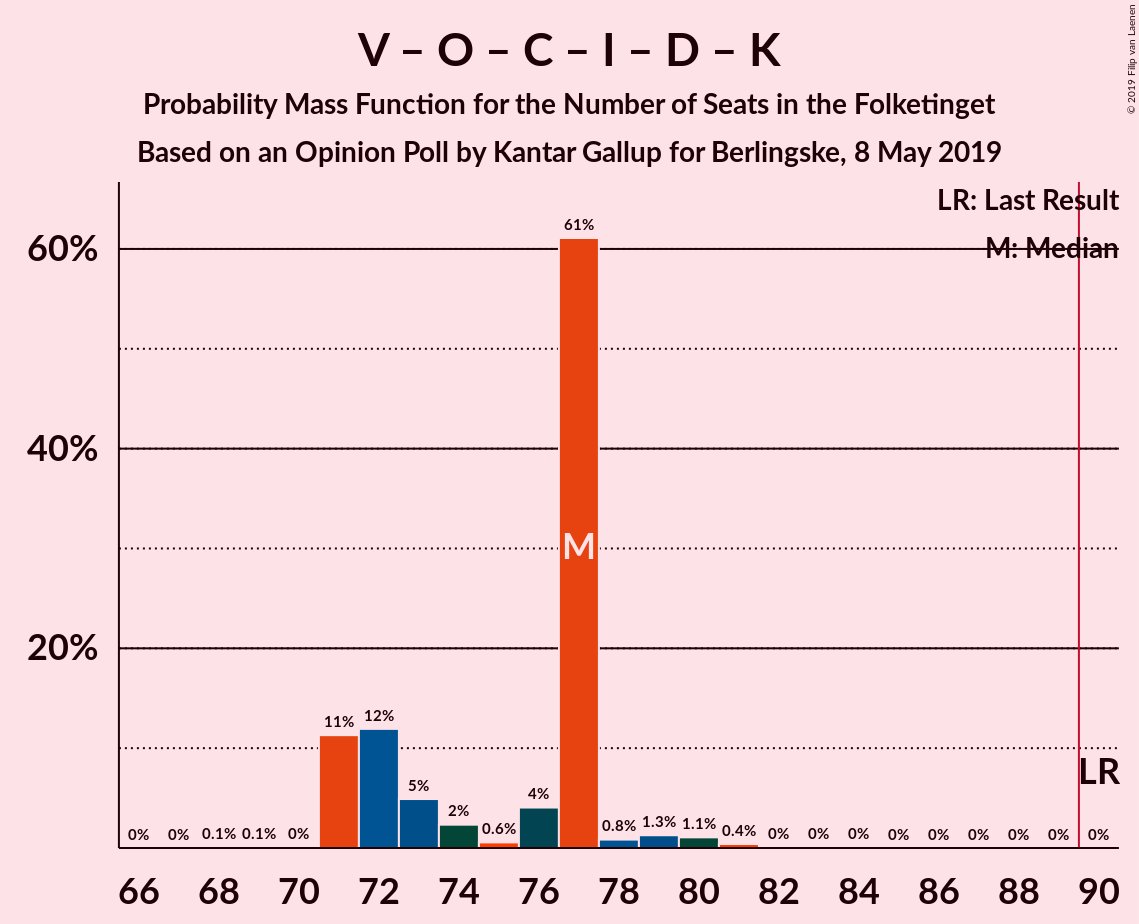 V – O – C – I – D – K
Probability Mass Function for the Number of Seats in the Folketinget
Based on an Opinion Poll by Kantar Gallup for Berlingske, 8 May 2019
© 2019 Filip van Laenen
LR: Last Result
M: Median
60%
40%
20%
0% 0% 0.1% 0.1% 0% 11% 12% 5% 2% 0.6% 4% 61% 0.8% 1.3% 1.1% 0.4% 0% 0% 0% 0% 0% 0% 0% 0% 0%
M
LR
66 68 70 72 74 76 78 80 82 84 86 88 90